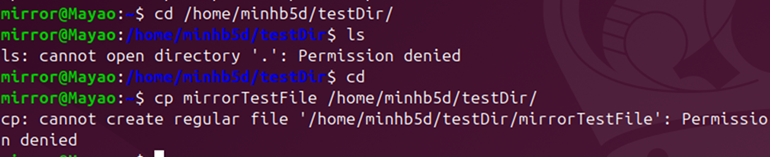 mirror@Mayao:~$ cd /home/minhb5d/testDir/
mirror@Mayao:/home/minhb5d/testDir$ ls
ls: cannot open directory '.': Permission denied
mirror@Mayao:/home/minhb5d/testDir$ cd
mirror@Mayao:~$ cp mirrorTestFile /home/minhb5d/testDir/
cp: cannot create regular file '/home/minhb5d/testDir/mirrorTestFile': Permissio
n denied
mirror@Mayao:~$